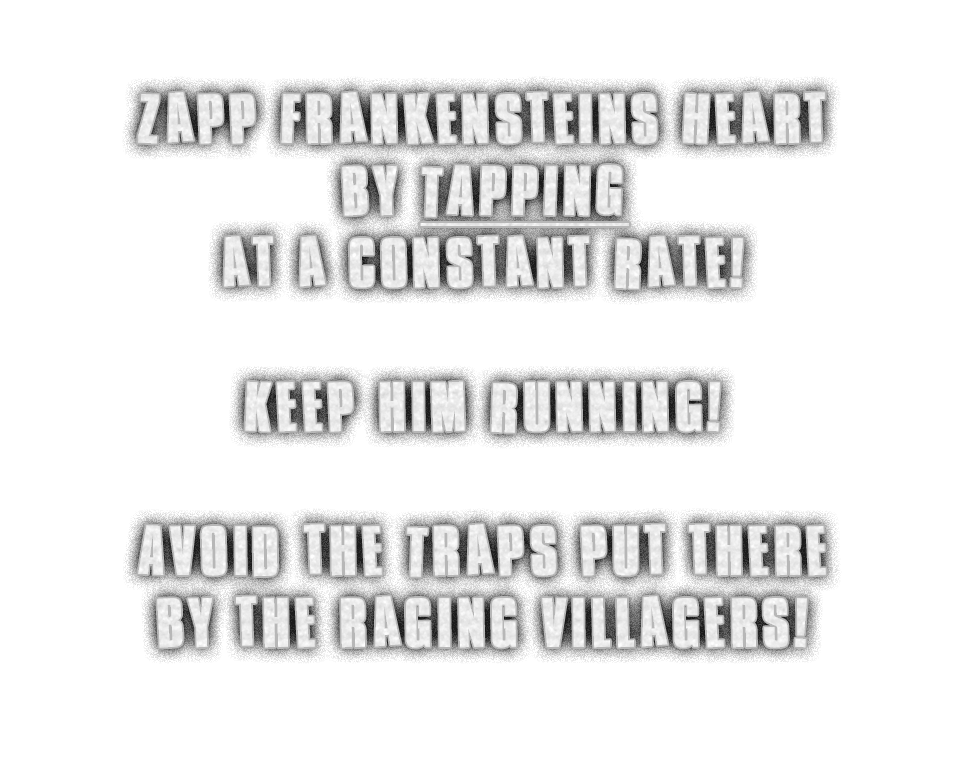 ZAPP FRANKENSTEINS HEART
BY TAPPING
AT A CONSTANT RATE!
KEEP HIM RUNNING!
AVOID THE TRAPS PUT THERE
BY THE RAGING VILLAGERS!